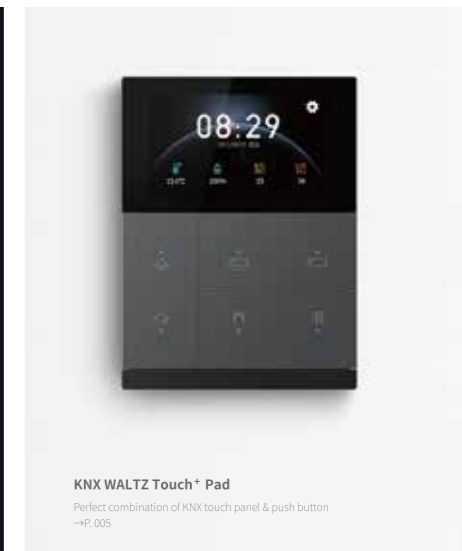 08:29
KNX WALTZ Touch⁺ Pad
Perfect combination of KNX touch panel & push button
→P. 005